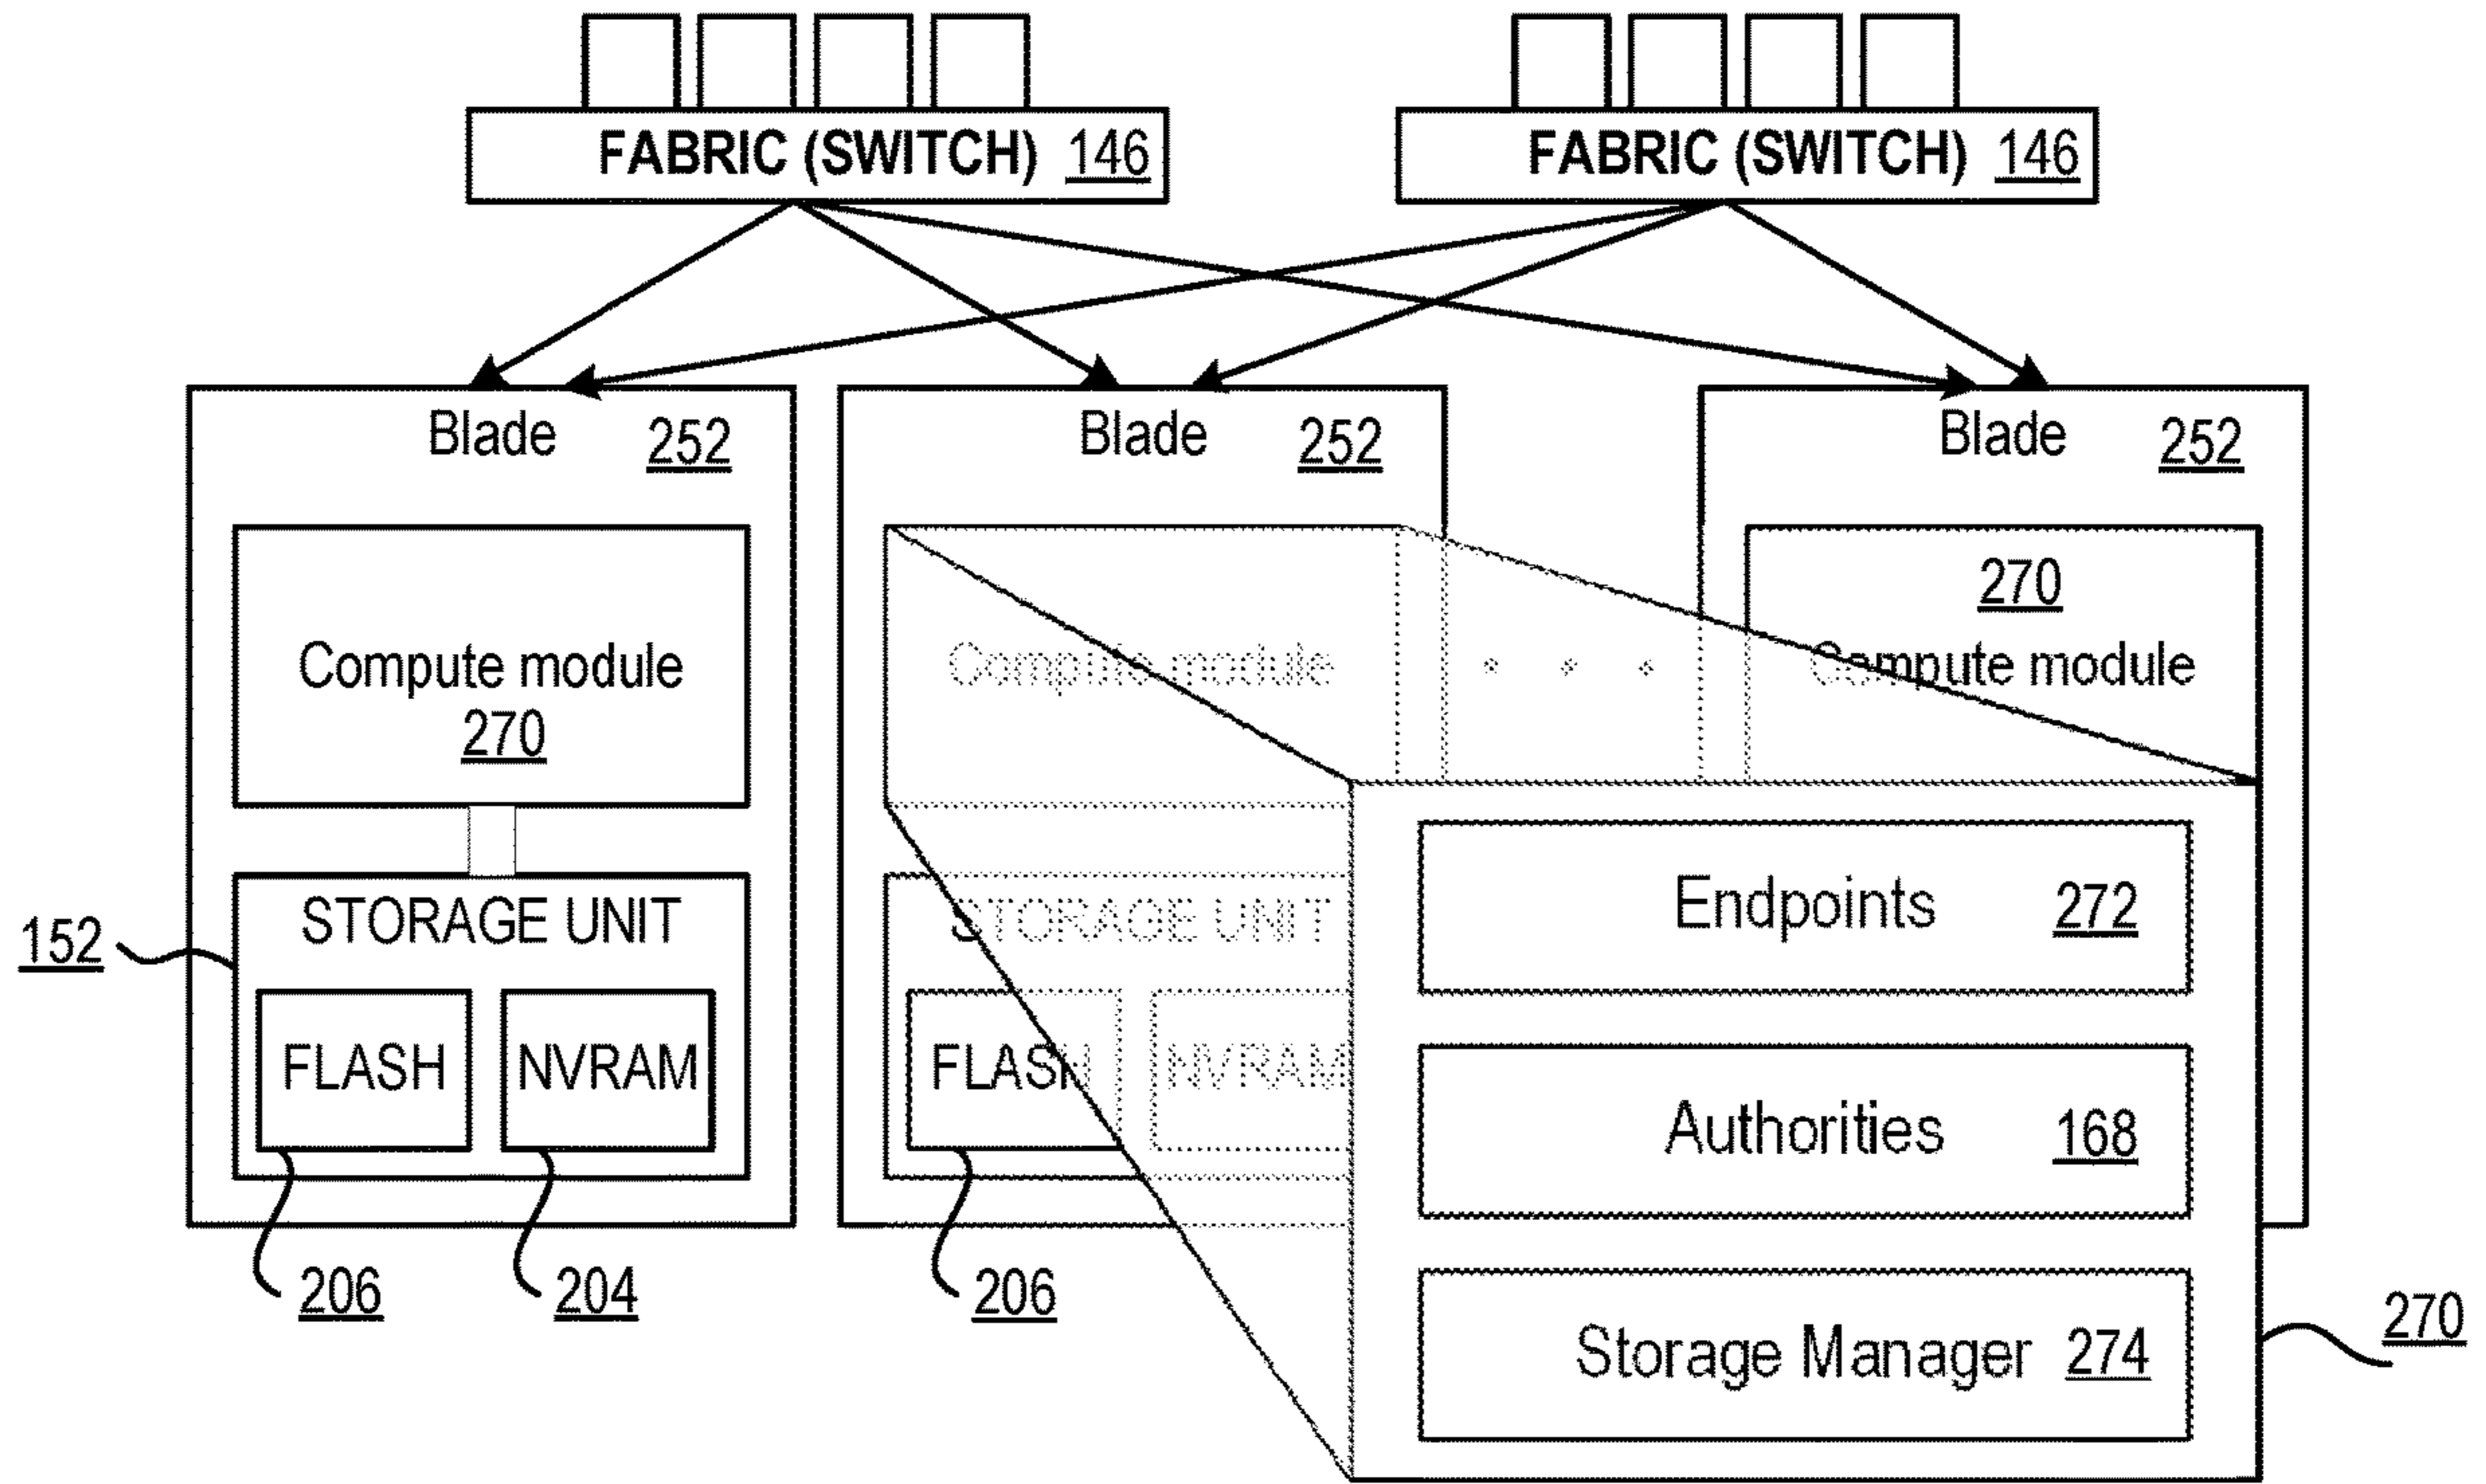 FABRIC (SWITCH) 146
FABRIC (SWITCH) 146
Blade 252
Blade 252
Blade 252
Compute module
270
Compute module
270
Compute module
152
STORAGE UNIT
FLASH
NVRAM
206
204
STORAGE UNIT
FLASH
NVRAM
206
Endpoints 272
Authorities 168
Storage Manager 274
270